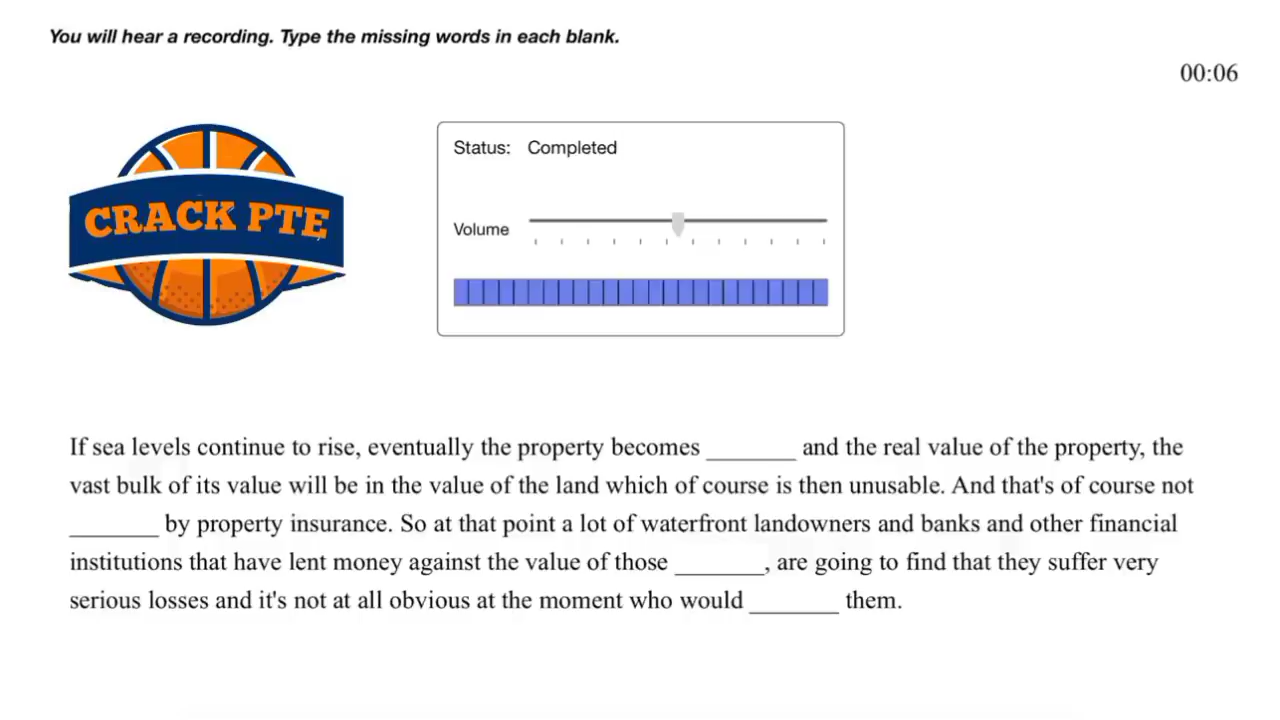 You will hear a recording. Type the missing words in each blank.
00:06
CRACK PTE
Status: Completed
Volume
If sea levels continue to rise, eventually the property becomes _______ and the real value of the property, the
vast bulk of its value will be in the value of the land which of course is then unusable. And that's of course not
_______ by property insurance. So at that point a lot of waterfront landowners and banks and other financial
institutions that have lent money against the value of those _______, are going to find that they suffer very
serious losses and it's not at all obvious at the moment who would _______ them.